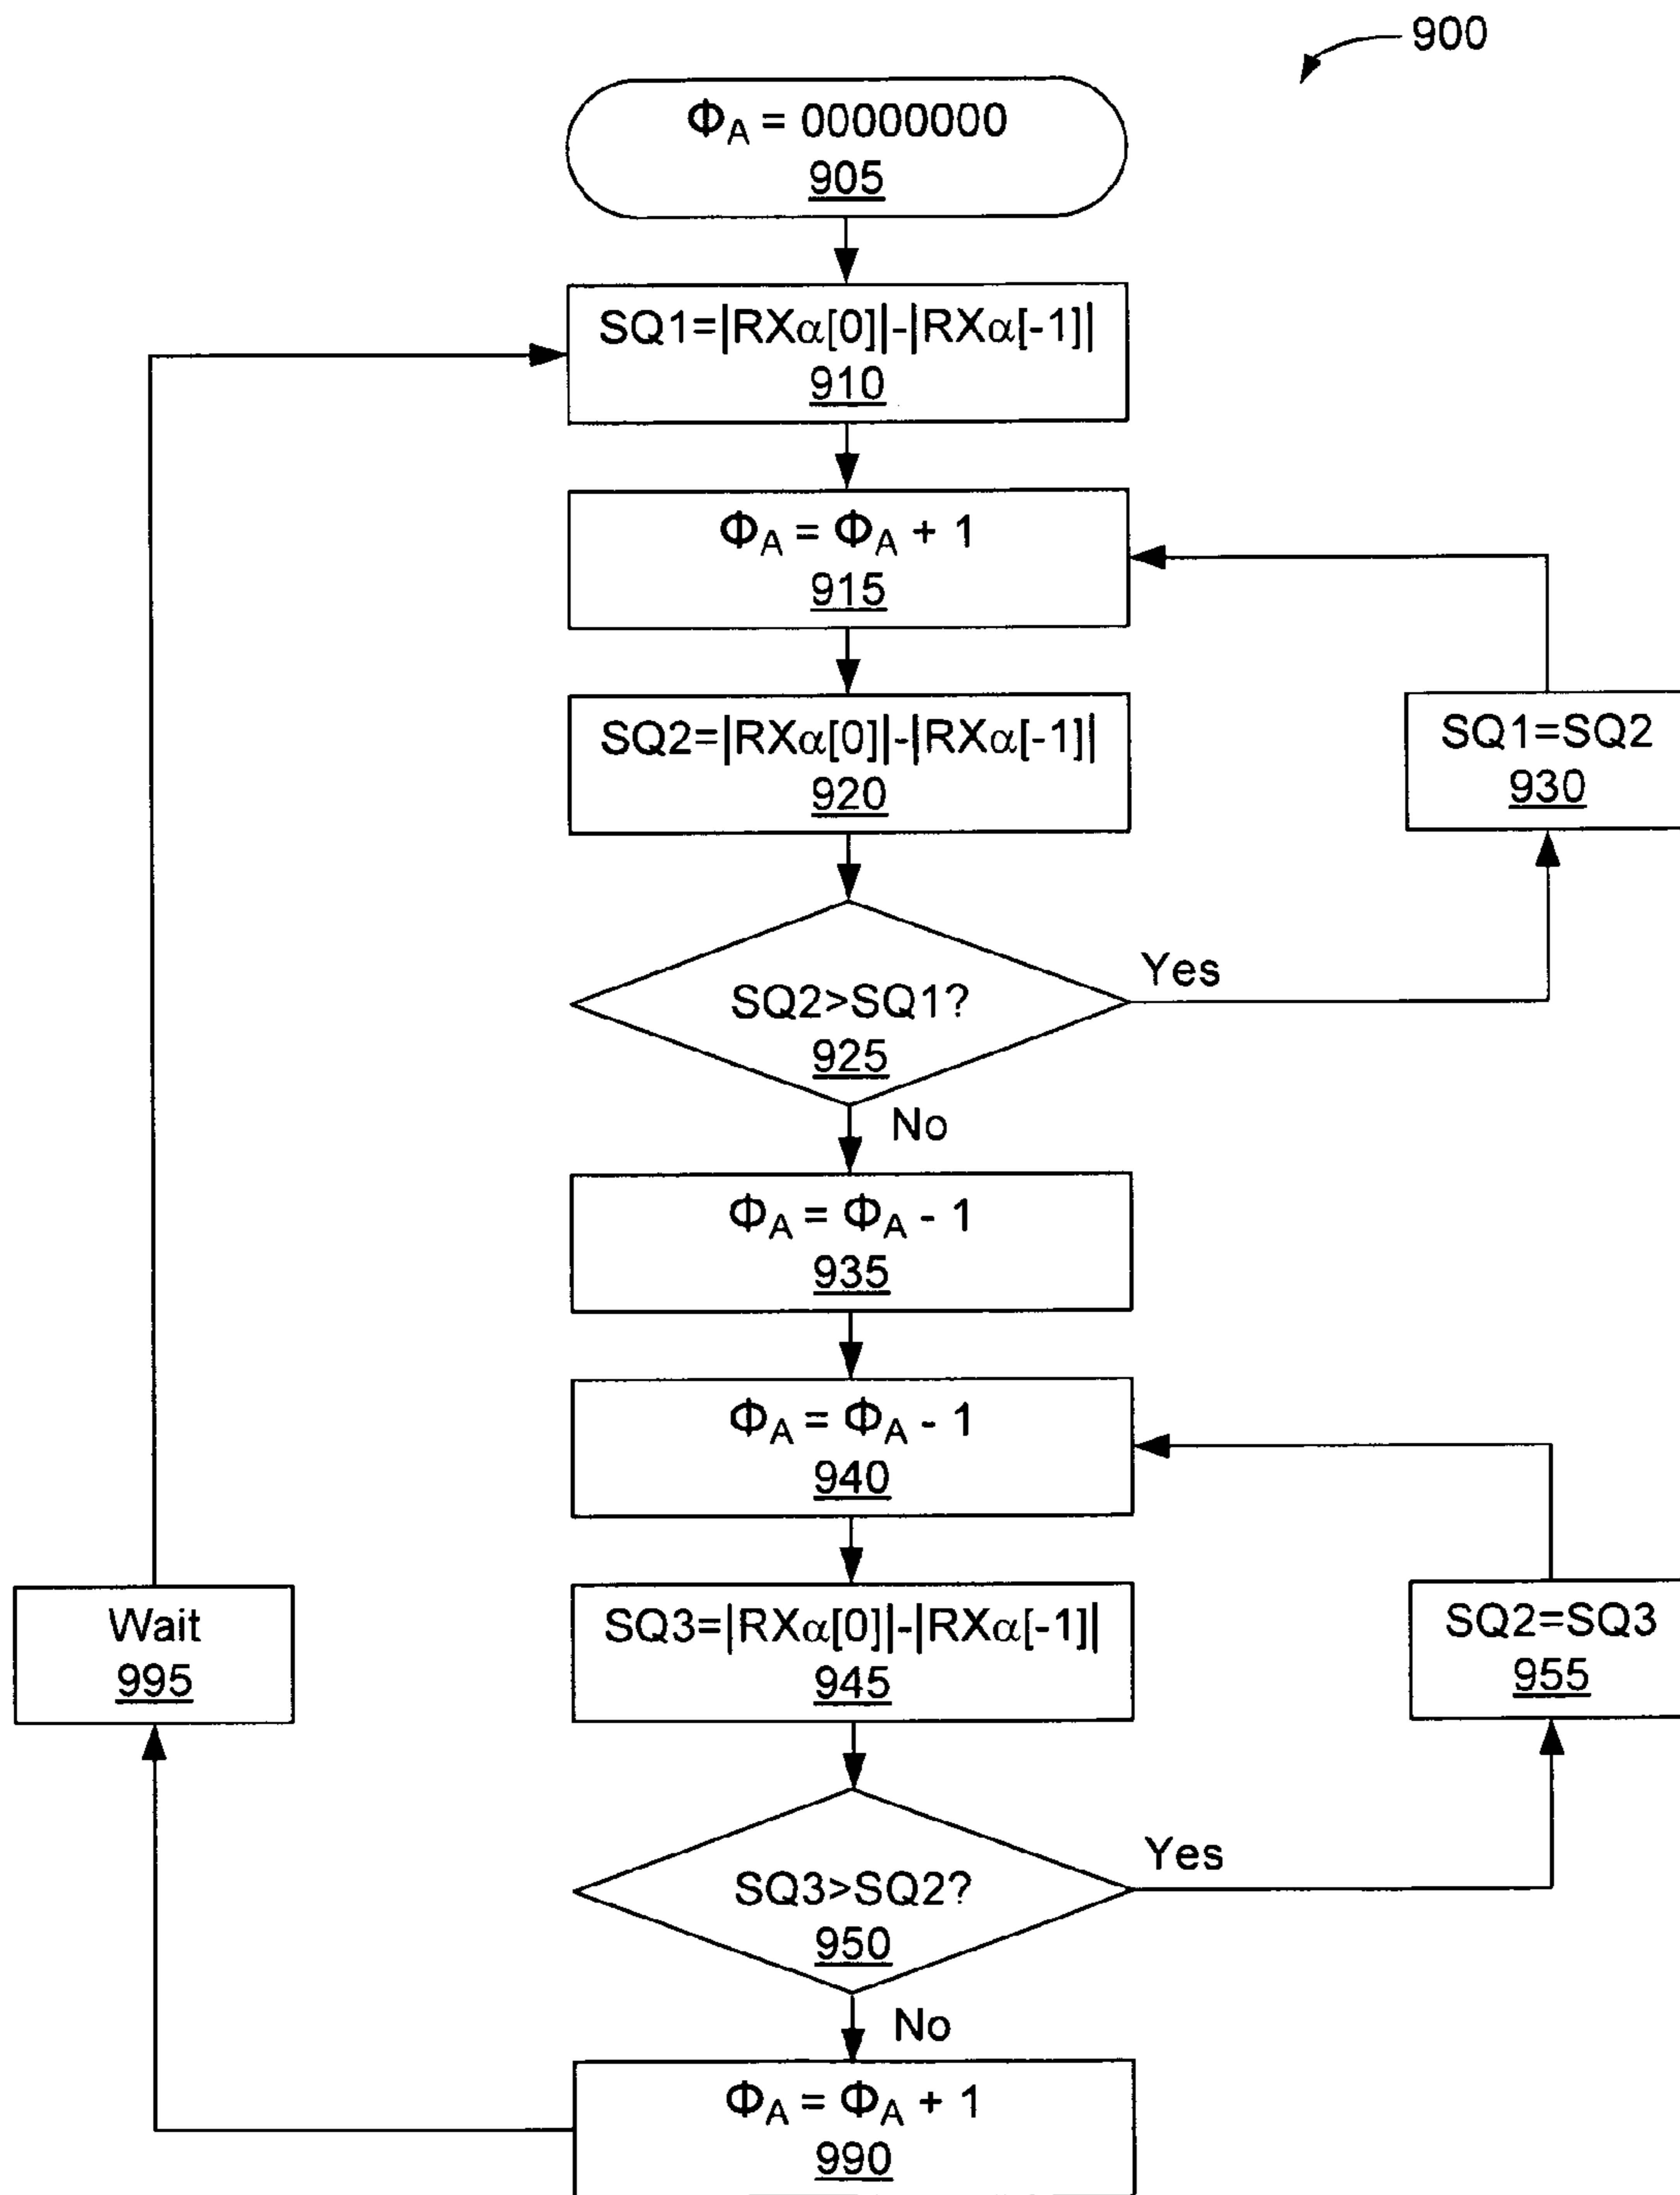 900
ΦA = 00000000
905
SQ1=|RXα[0]|-|RXα[-1]|
910
ΦA = ΦA + 1
915
SQ2=|RXα[0]|-|RXα[-1]|
920
SQ1=SQ2
930
Yes
SQ2>SQ1?
925
No
ΦA = ΦA - 1
935
ΦA = ΦA - 1
940
SQ3=|RXα[0]|-|RXα[-1]|
945
Wait
995
SQ2=SQ3
955
Yes
SQ3>SQ2?
950
No
ΦA = ΦA + 1
990